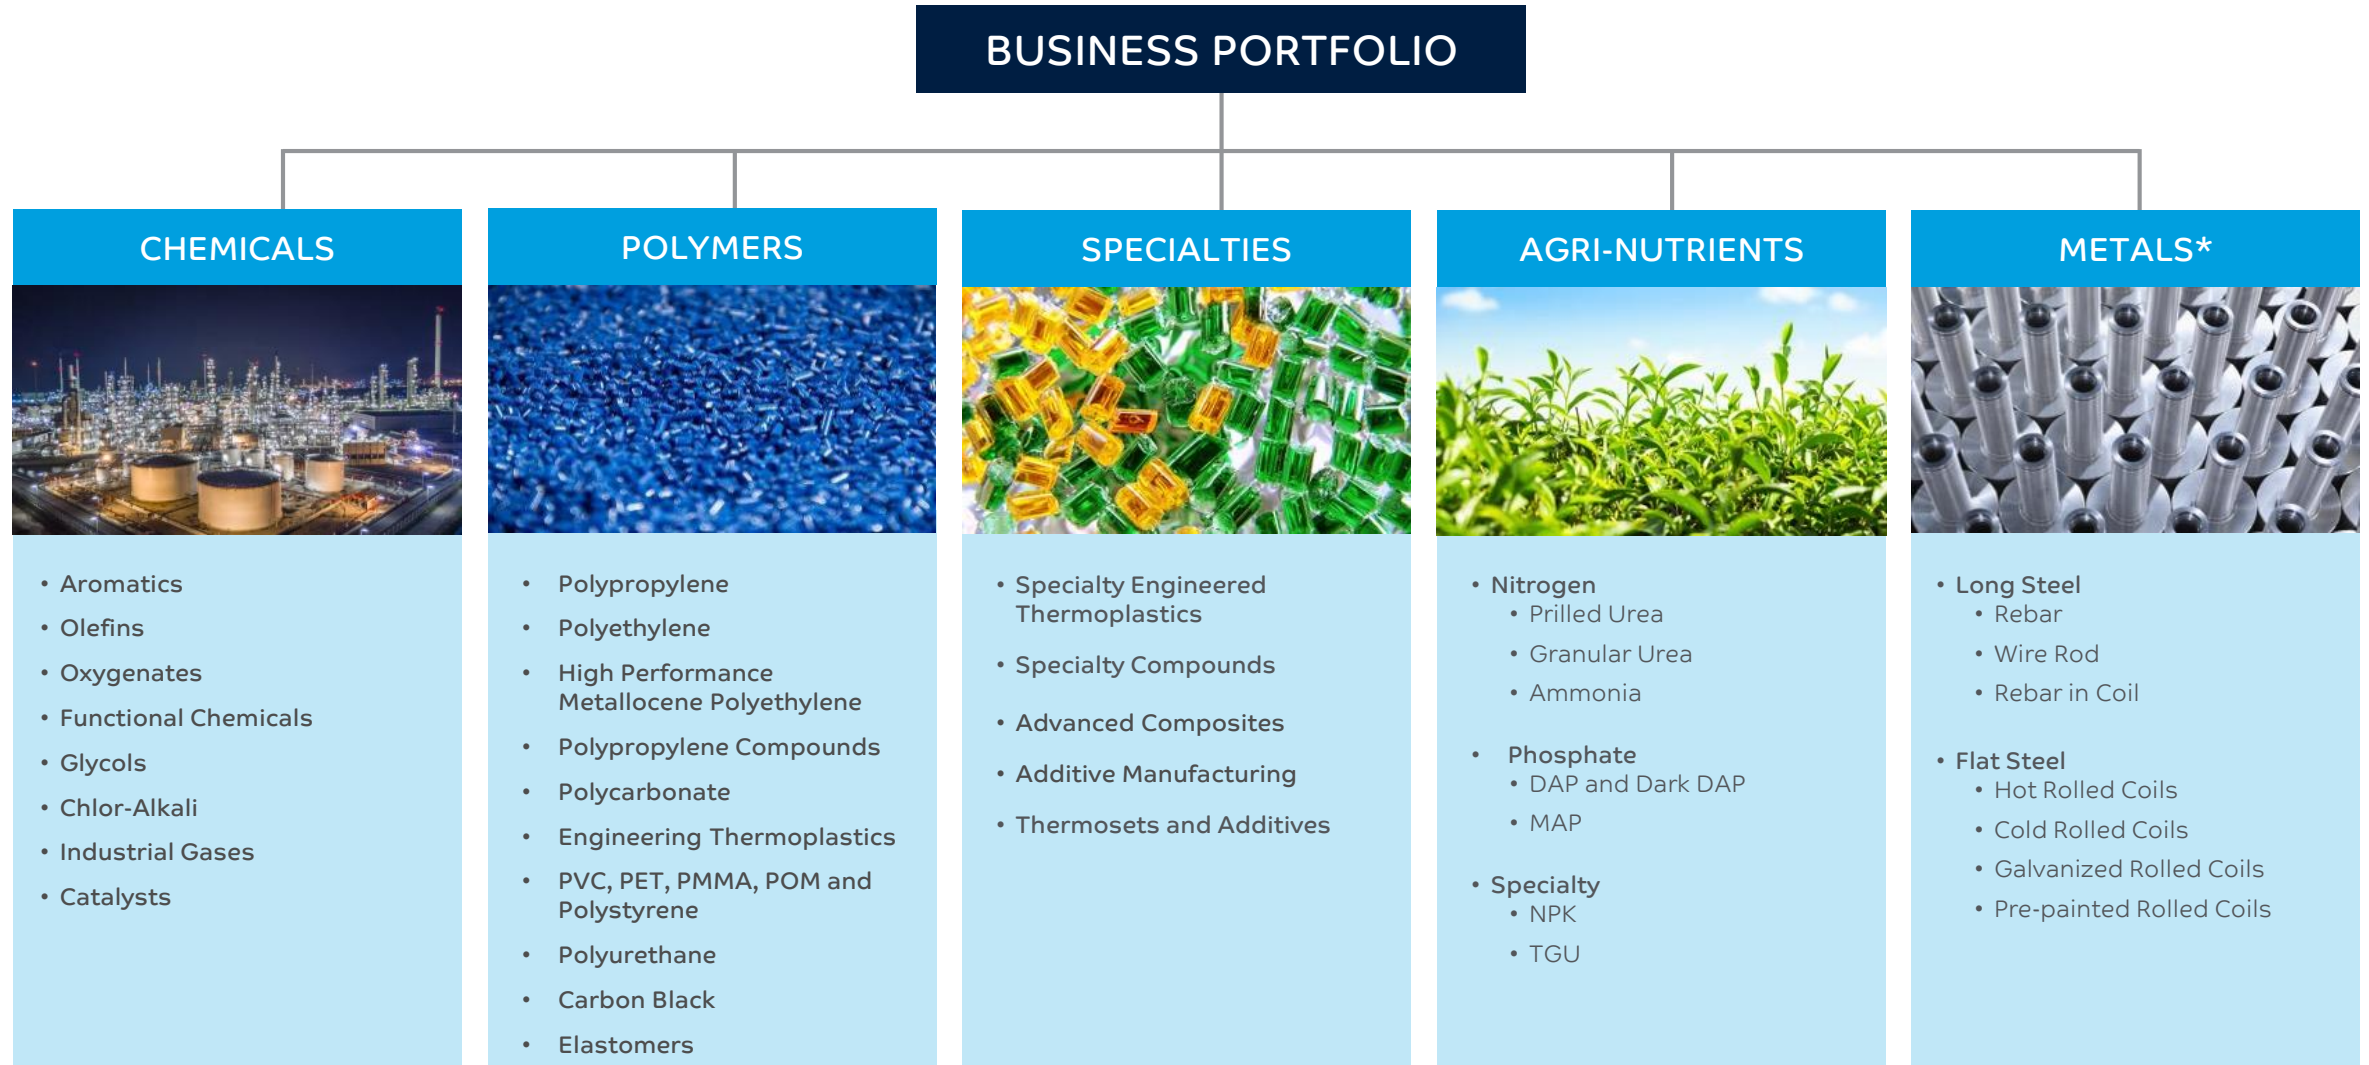 BUSINESS PORTFOLIO
CHEMICALS
• Aromatics
• Olefins
• Oxygenates
• Functional Chemicals
• Glycols
• Chlor-Alkali
• Industrial Gases
• Catalysts
POLYMERS
• Polypropylene
• Polyethylene
• High Performance
Metallocene Polyethylene
• Polypropylene Compounds
• Polycarbonate
• Engineering Thermoplastics
• PVC, PET, PMMA, POM and
Polystyrene
• Polyurethane
• Carbon Black
• Elastomers
SPECIALTIES
• Specialty Engineered
Thermoplastics
• Specialty Compounds
• Advanced Composites
• Additive Manufacturing
• Thermosets and Additives
AGRI-NUTRIENTS
• Nitrogen
• Prilled Urea
• Granular Urea
• Ammonia
• Phosphate
• DAP and Dark DAP
• MAP
• Specialty
• NPK
• TGU
METALS*
• Long Steel
• Rebar
• Wire Rod
• Rebar in Coil
• Flat Steel
• Hot Rolled Coils
• Cold Rolled Coils
• Galvanized Rolled Coils
• Pre-painted Rolled Coils